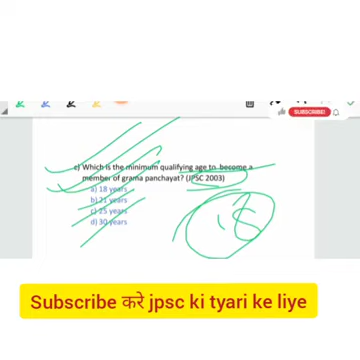 SUBSCRIBE
c) Which is the minimum qualifying age to become a
member of grama panchayat? (JPSC 2003)
a) 18 years
b) 21 years
c) 25 years
d) 30 years
Subscribe करे jpsc ki tyari ke liye